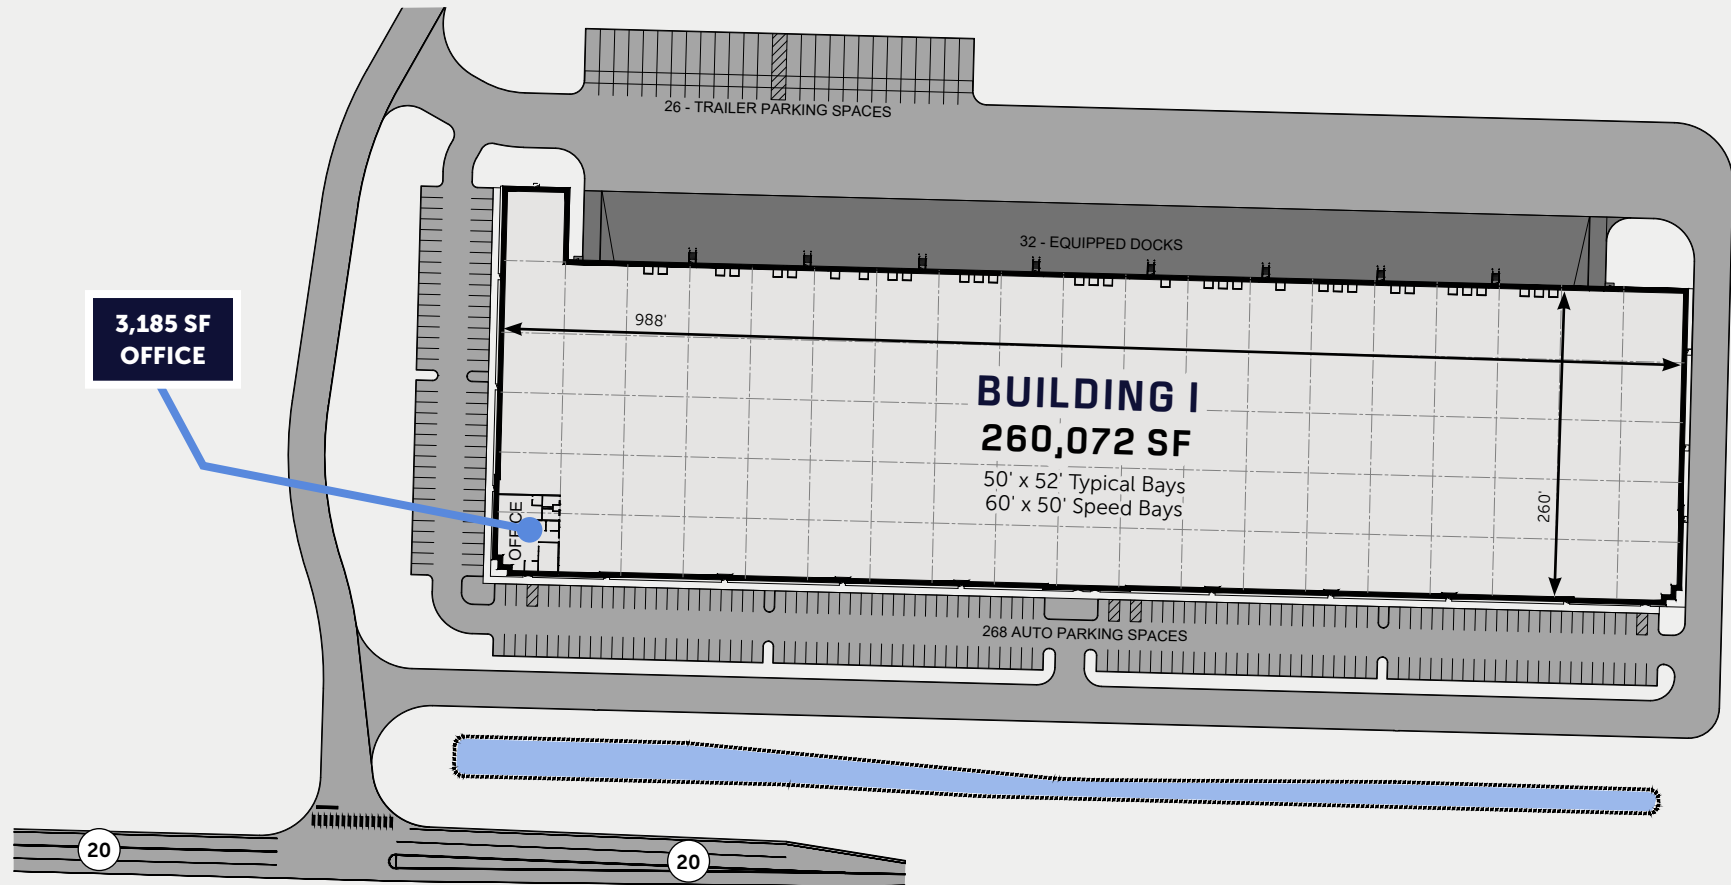 26 - TRAILER PARKING SPACES
32 - EQUIPPED DOCKS
3,185 SF
OFFICE
988'
BUILDING I
260,072 SF
50' x 52' Typical Bays
60' x 50' Speed Bays
260'
OFFICE
268 AUTO PARKING SPACES
20
20